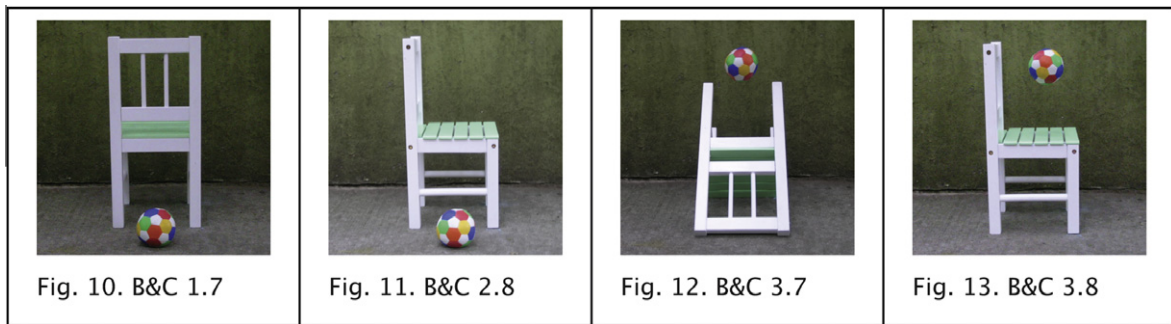 Fig. 10. B&C 1.7
Fig. 11. B&C 2.8
Fig. 12. B&C 3.7
Fig. 13. B&C 3.8